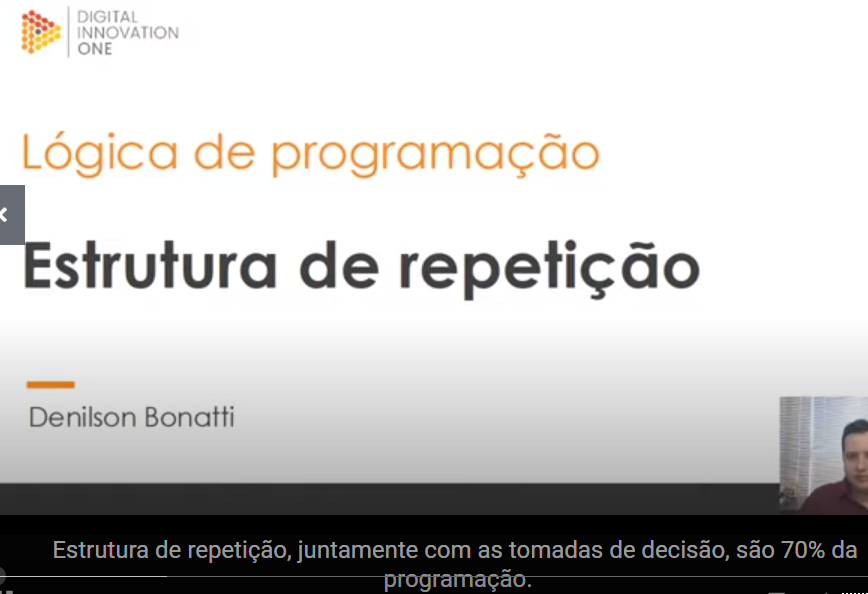 DIGITAL
INNOVATION
ONE
Lógica de programação
Estrutura de repetição
Denilson Bonatti
Estrutura de repetição, juntamente com as tomadas de decisão, são 70% da
programação.